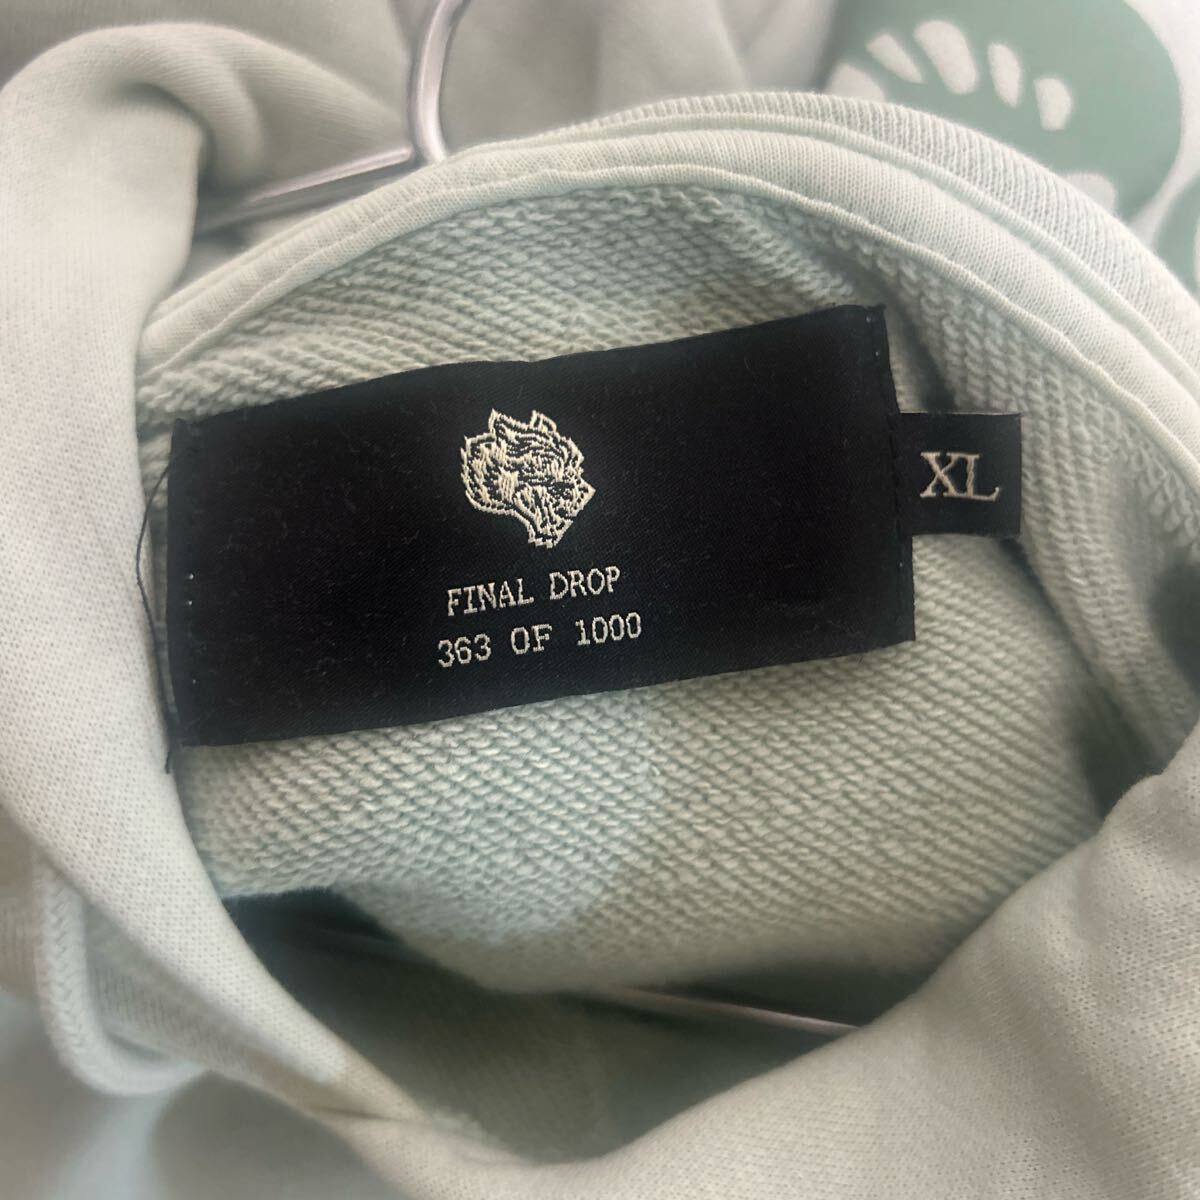 FINAL DROP
363 OF 1000
XL